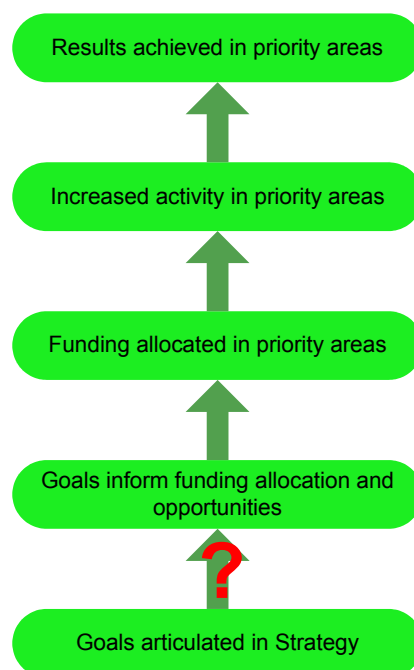 Results achieved in priority areas
Increased activity in priority areas
Funding allocated in priority areas
Goals inform funding allocation and
opportunities
?
Goals articulated in Strategy